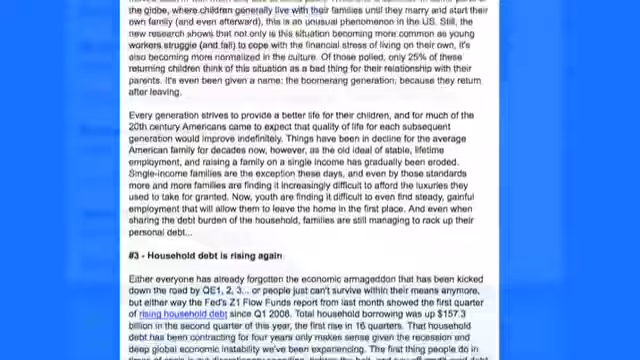 the globe, where children generally live with their families until they marry and start their
own family (and even afterward), this is an unusual phenomenon in the US. Still, the
new research shows that not only is this situation becoming more common as young
workers struggle (and fail) to cope with the financial stress of living on their own, it's
also becoming more normalized in the culture. Of those polled, only 25% of these
returning children think of this situation as a bad thing for their relationship with their
parents. It's even been given a name: the boomerang generation, because they return
after leaving.
Every generation strives to provide a better life for their children, and for much of the
20th century Americans came to expect that quality of life for each subsequent
generation would improve indefinitely. Things have been in decline for the average
American family for decades now, however, as the old ideal of stable, lifetime
employment, and raising a family on a single income has gradually been eroded.
Single-income families are the exception these days, and even by those standards
more and more families are finding it increasingly difficult to afford the luxuries they
used to take for granted. Now, youth are finding it difficult to even find steady, gainful
employment that will allow them to leave the home in the first place. And even when
sharing the debt burden of the household, families are still managing to rack up their
personal debt...
#3 - Household debt is rising again
Either everyone has already forgotten the economic armageddon that has been kicked
down the road by QE1, 2, 3... or people just can't survive within their means anymore,
but either way the Fed's Z1 Flow Funds report from last month showed the first quarter
of rising household debt since Q1 2008. Total household borrowing was up $157.3
billion in the second quarter of this year, the first rise in 16 quarters. That household
debt has been contracting for four years only makes sense given the recession and
deep global economic instability we've been experiencing. The first thing people do in